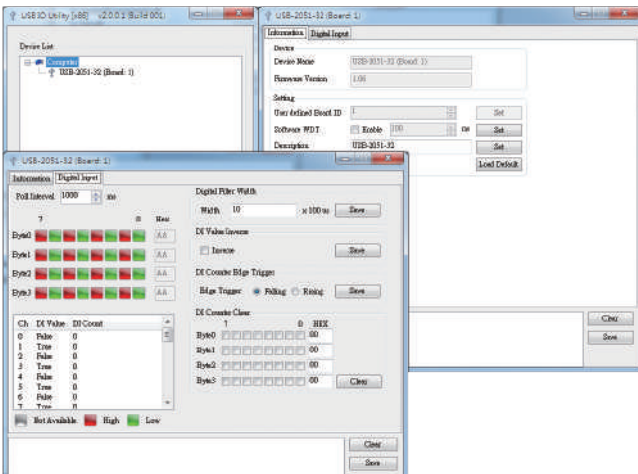 USB IO Utility [x86] v2.0.0.1 (Build 001)
Device List
Computer
USB-2051-32 (Board: 1)
USB-2051-32 (Board: 1)
Information Digital Input
Device
Device Name USB-2051-32 (Board: 1)
Firmware Version 1.06
Setting
User defined Board ID 1 Set
Software WDT Enable 100 ms Set
Description USB-2051-32 Set
Load Default
Clear
Save
USB-2051-32 (Board: 1)
Information Digital Input
Poll Interval 1000 ms
7 0 Hex
Byte0 AA
Byte1 AA
Byte2 AA
Byte3 AA
Ch DI Value DI Count
0 False 0
1 True 0
2 False 0
3 True 0
4 False 0
5 True 0
6 False 0
7 True 0
Not Available High Low
Digital Filter Width
Width 10 x 100 us Save
DI Value Inverse
Inverse Save
DI Counter Edge Trigger
Edge Trigger Falling Rising Save
DI Counter Clear
7 0 HEX
Byte0 00
Byte1 00
Byte2 00
Byte3 00 Clear
Clear
Save